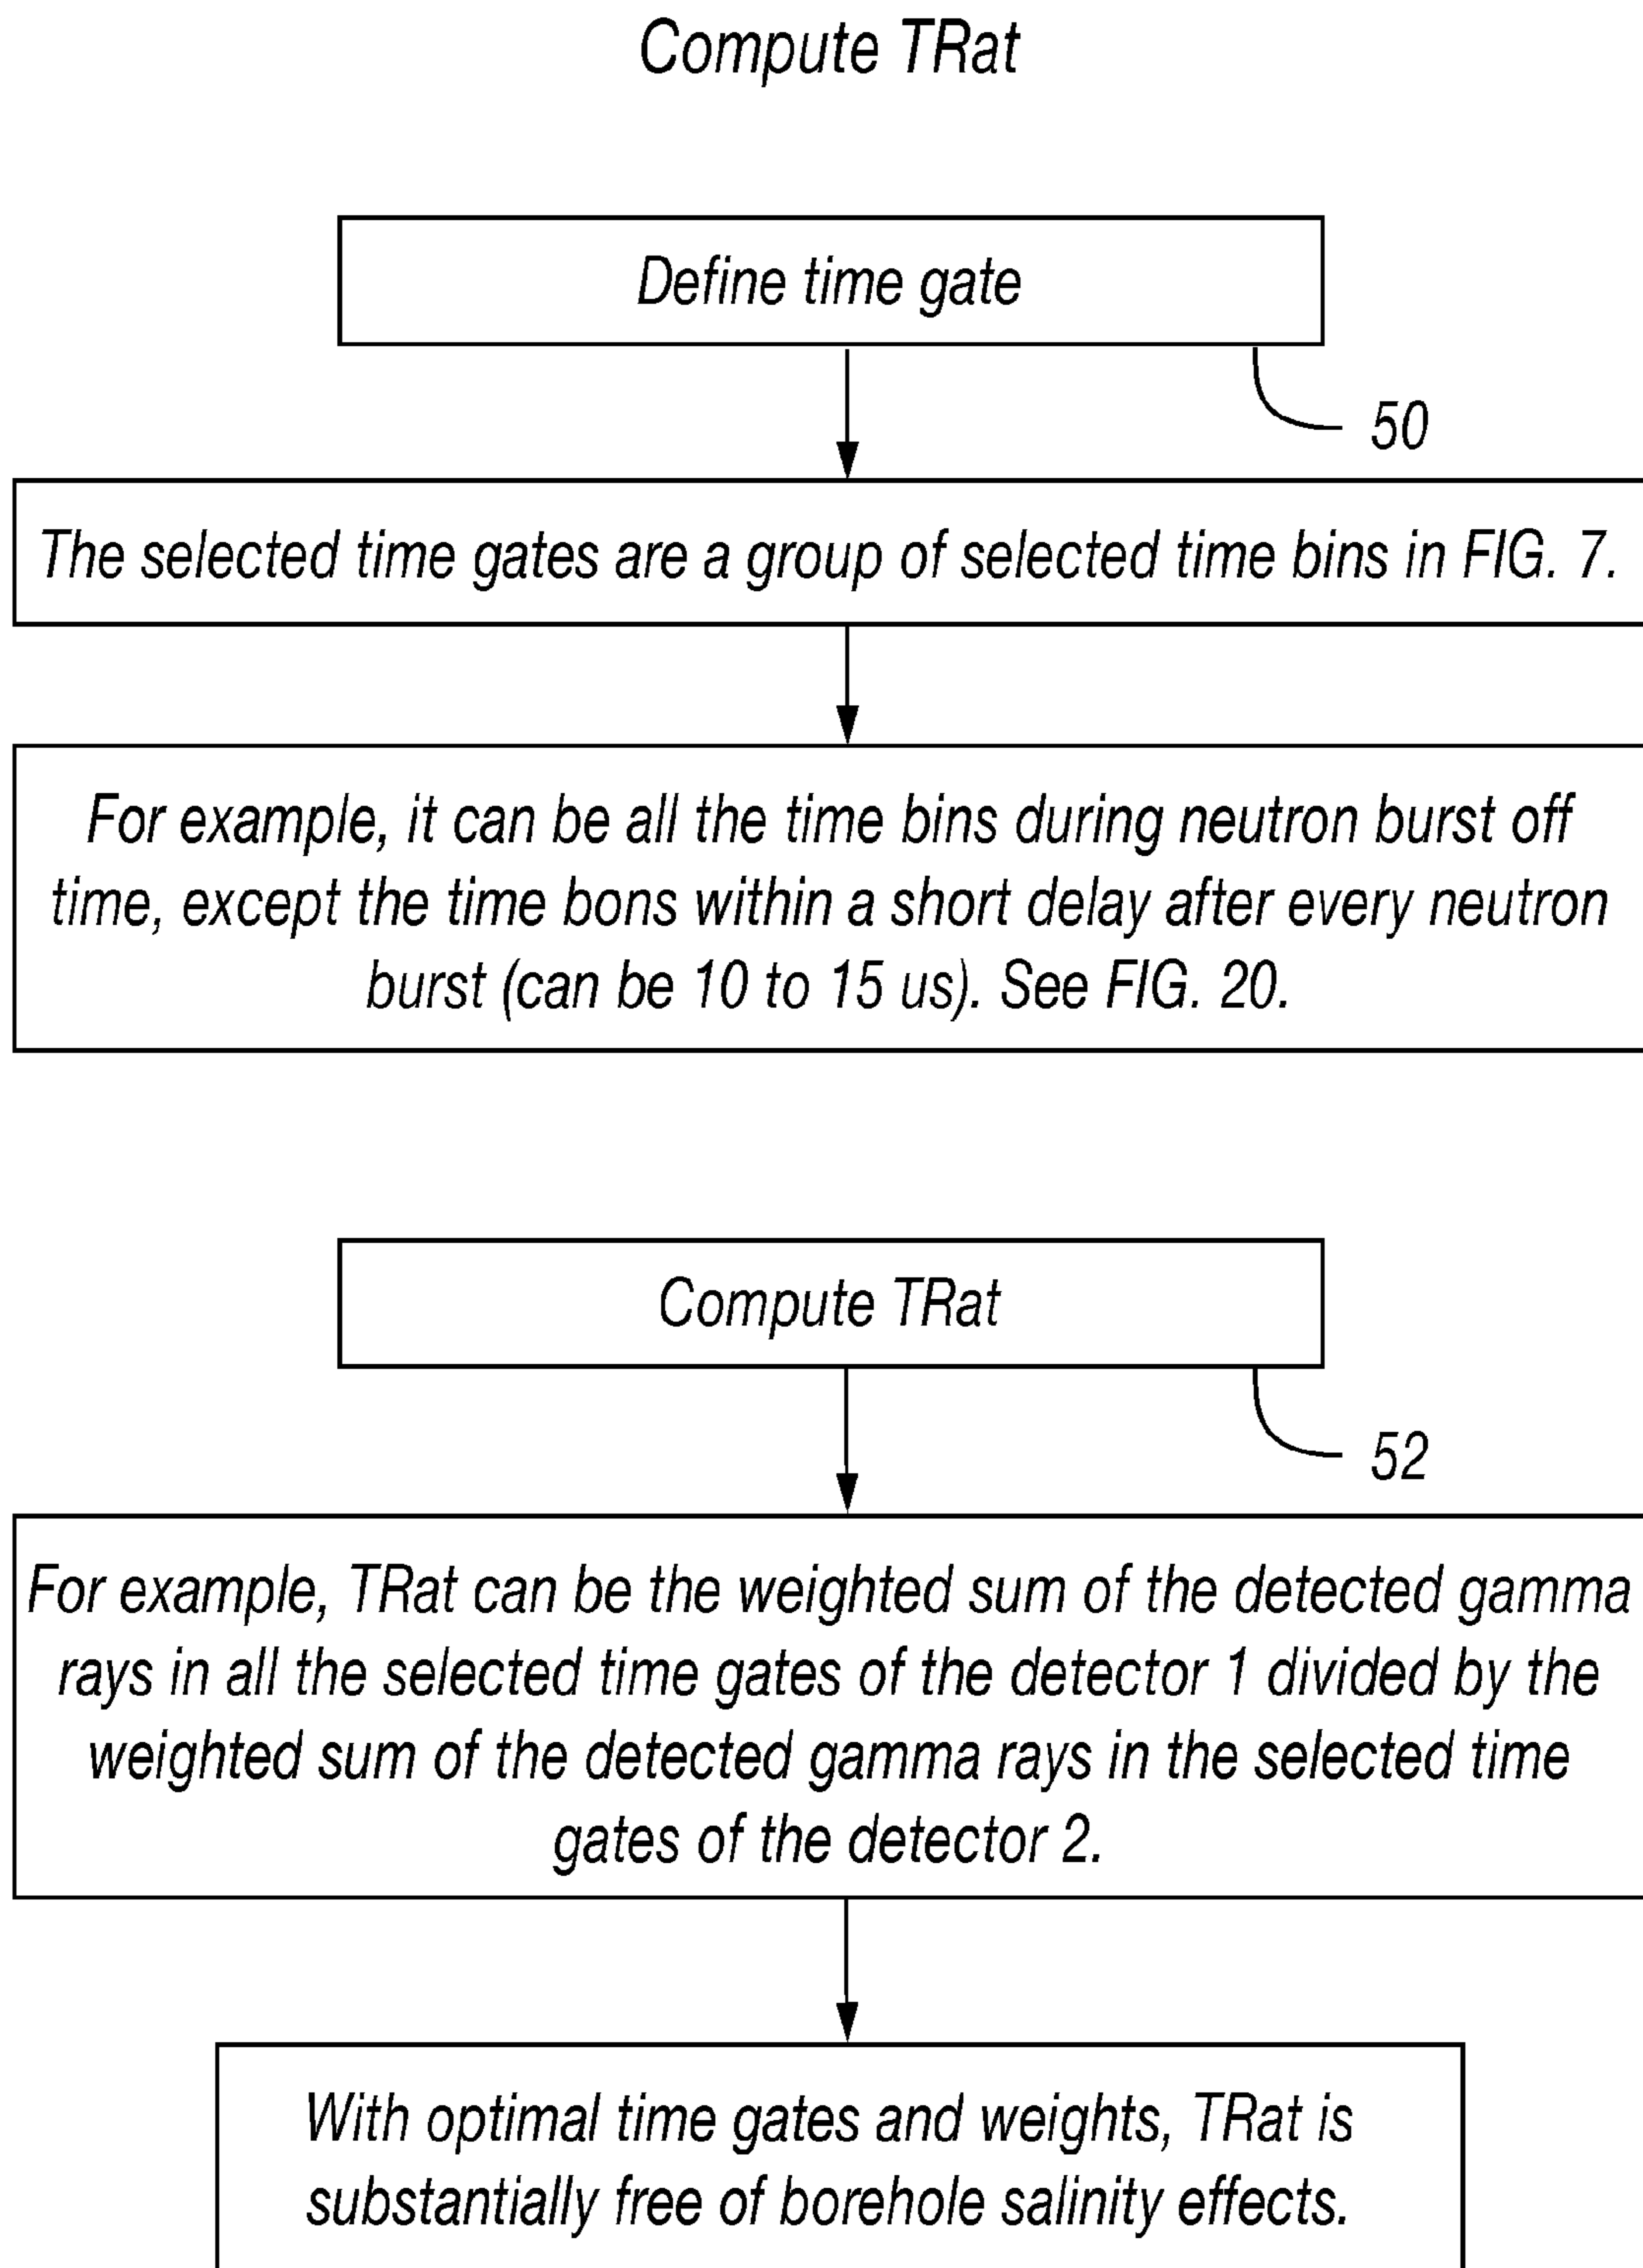 Compute TRat
Define time gate
50
The selected time gates are a group of selected time bins in FIG. 7.
For example, it can be all the time bins during neutron burst off
time, except the time bons within a short delay after every neutron
burst (can be 10 to 15 us). See FIG. 20.
Compute TRat
52
For example, TRat can be the weighted sum of the detected gamma
rays in all the selected time gates of the detector 1 divided by the
weighted sum of the detected gamma rays in the selected time
gates of the detector 2.
With optimal time gates and weights, TRat is
substantially free of borehole salinity effects.